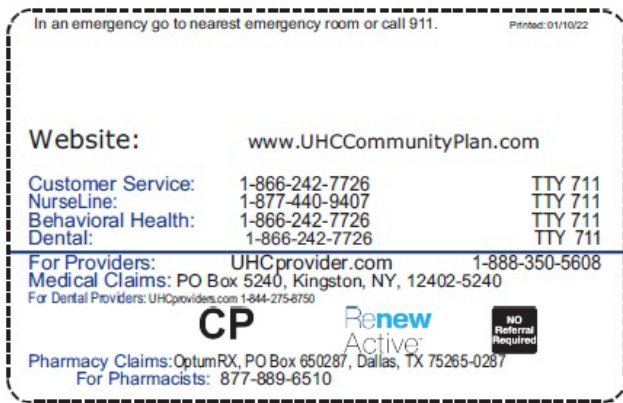 In an emergency go to nearest emergency room or call 911. Printed: 01/10/22
Website: www.UHCCommunityPlan.com
Customer Service: 1-866-242-7726 TTY 711
NurseLine: 1-877-440-9407 TTY 711
Behavioral Health: 1-866-242-7726 TTY 711
Dental: 1-866-242-7726 TTY 711
For Providers: UHCprovider.com 1-888-350-5608
Medical Claims: PO Box 5240, Kingston, NY, 12402-5240
For Dental Providers: UHCproviders.com 1-844-275-8750
CP
Renew
Active
NO
Referral
Required
Pharmacy Claims: OptumRX, PO Box 650287, Dallas, TX 75265-0287
For Pharmacists: 877-889-6510